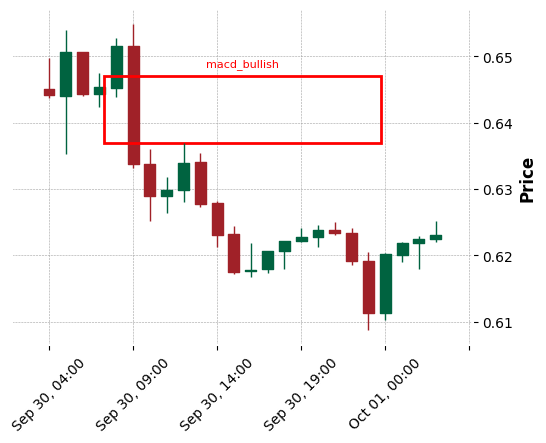 macd_bullish
0.65
0.64
0.63
0.62
0.61
Price
Sep 30, 04:00
Sep 30, 09:00
Sep 30, 14:00
Sep 30, 19:00
Oct 01, 00:00